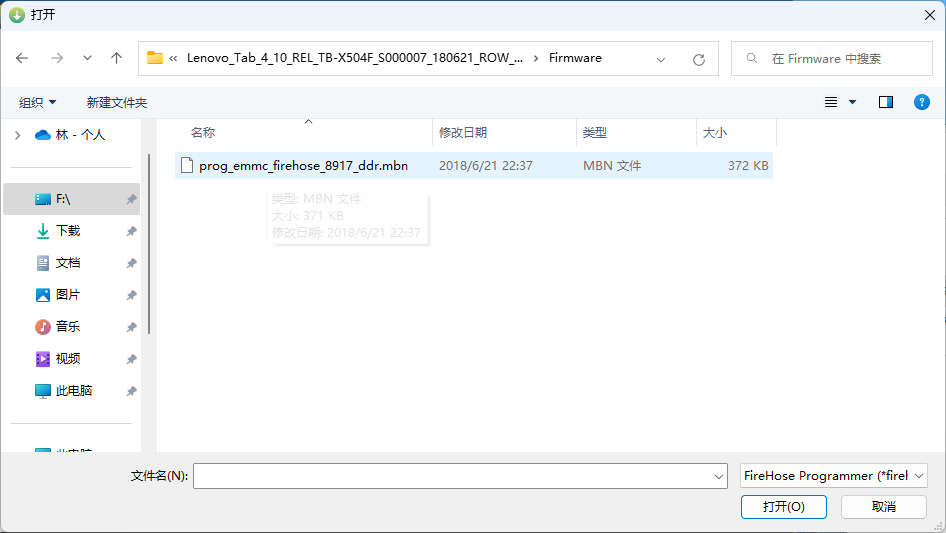 打开
« Lenovo_Tab_4_10_REL_TB-X504F_S000007_180621_ROW_... › Firmware
在 Firmware 中搜索
组织 新建文件夹
林 - 个人
名称 修改日期 类型 大小
prog_emmc_firehose_8917_ddr.mbn 2018/6/21 22:37 MBN 文件 372 KB
类型: MBN 文件
大小: 371 KB
修改日期: 2018/6/21 22:37
F:\
下载
文档
图片
音乐
视频
此电脑
此电脑
文件名(N):
FireHose Programmer (*firel
打开(O) 取消